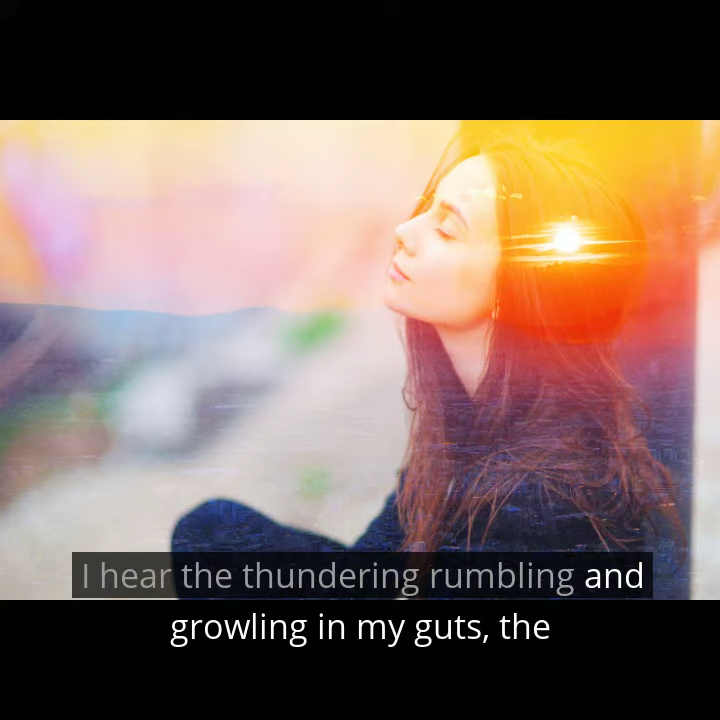 I hear the thundering rumbling and
growling in my guts, the